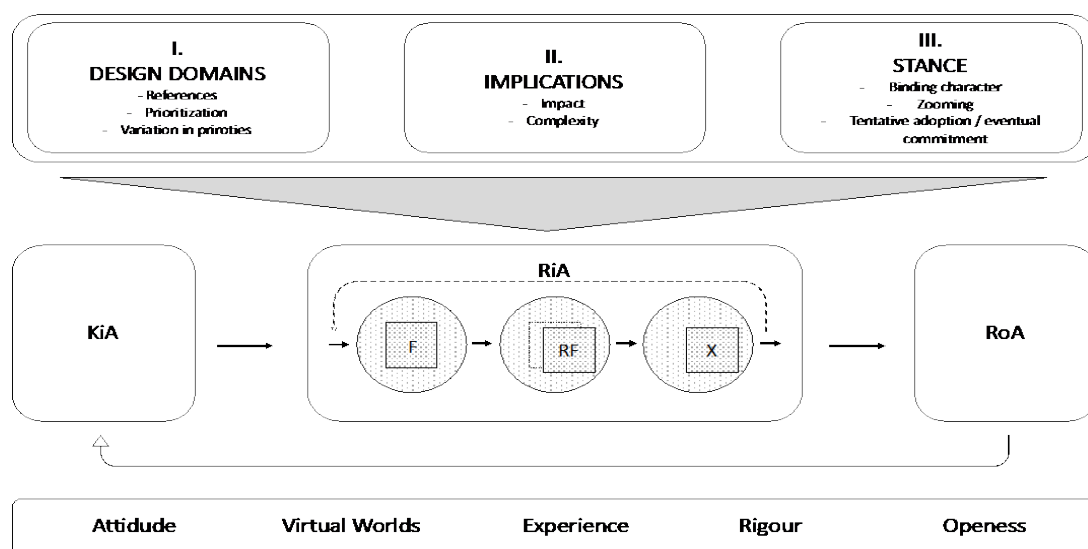 I.
DESIGN DOMAINS
- References
- Prioritization
- Variation in priroties
II.
IMPLICATIONS
- Impact
- Complexity
III.
STANCE
- Binding character
- Zooming
- Tentative adoption / eventual
commitment
RiA
KiA
F
RF
X
RoA
Attidude Virtual Worlds Experience Rigour Openess